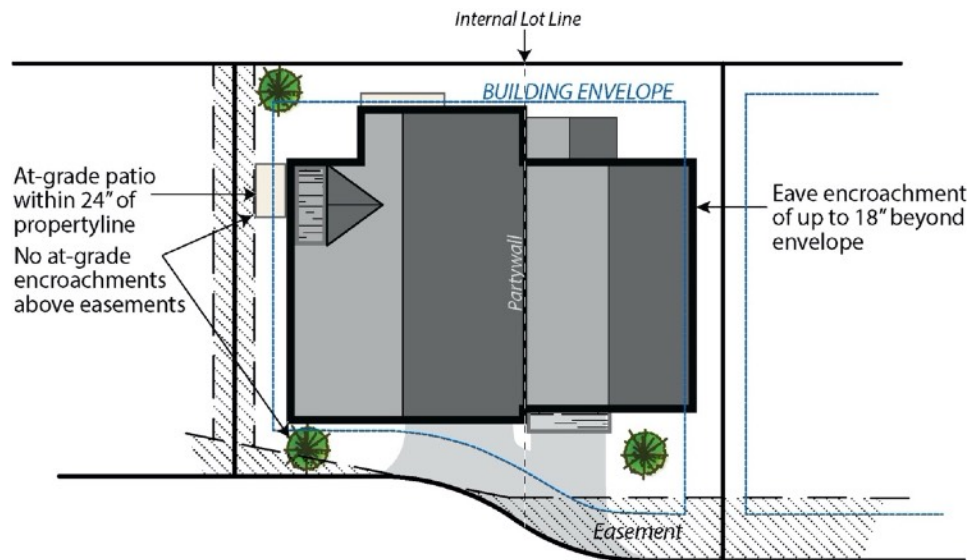 Internal Lot Line
BUILDING ENVELOPE
At-grade patio
within 24" of
propertyline
No at-grade
encroachments
above easements
Partywall
Eave encroachment
of up to 18" beyond
envelope
Easement